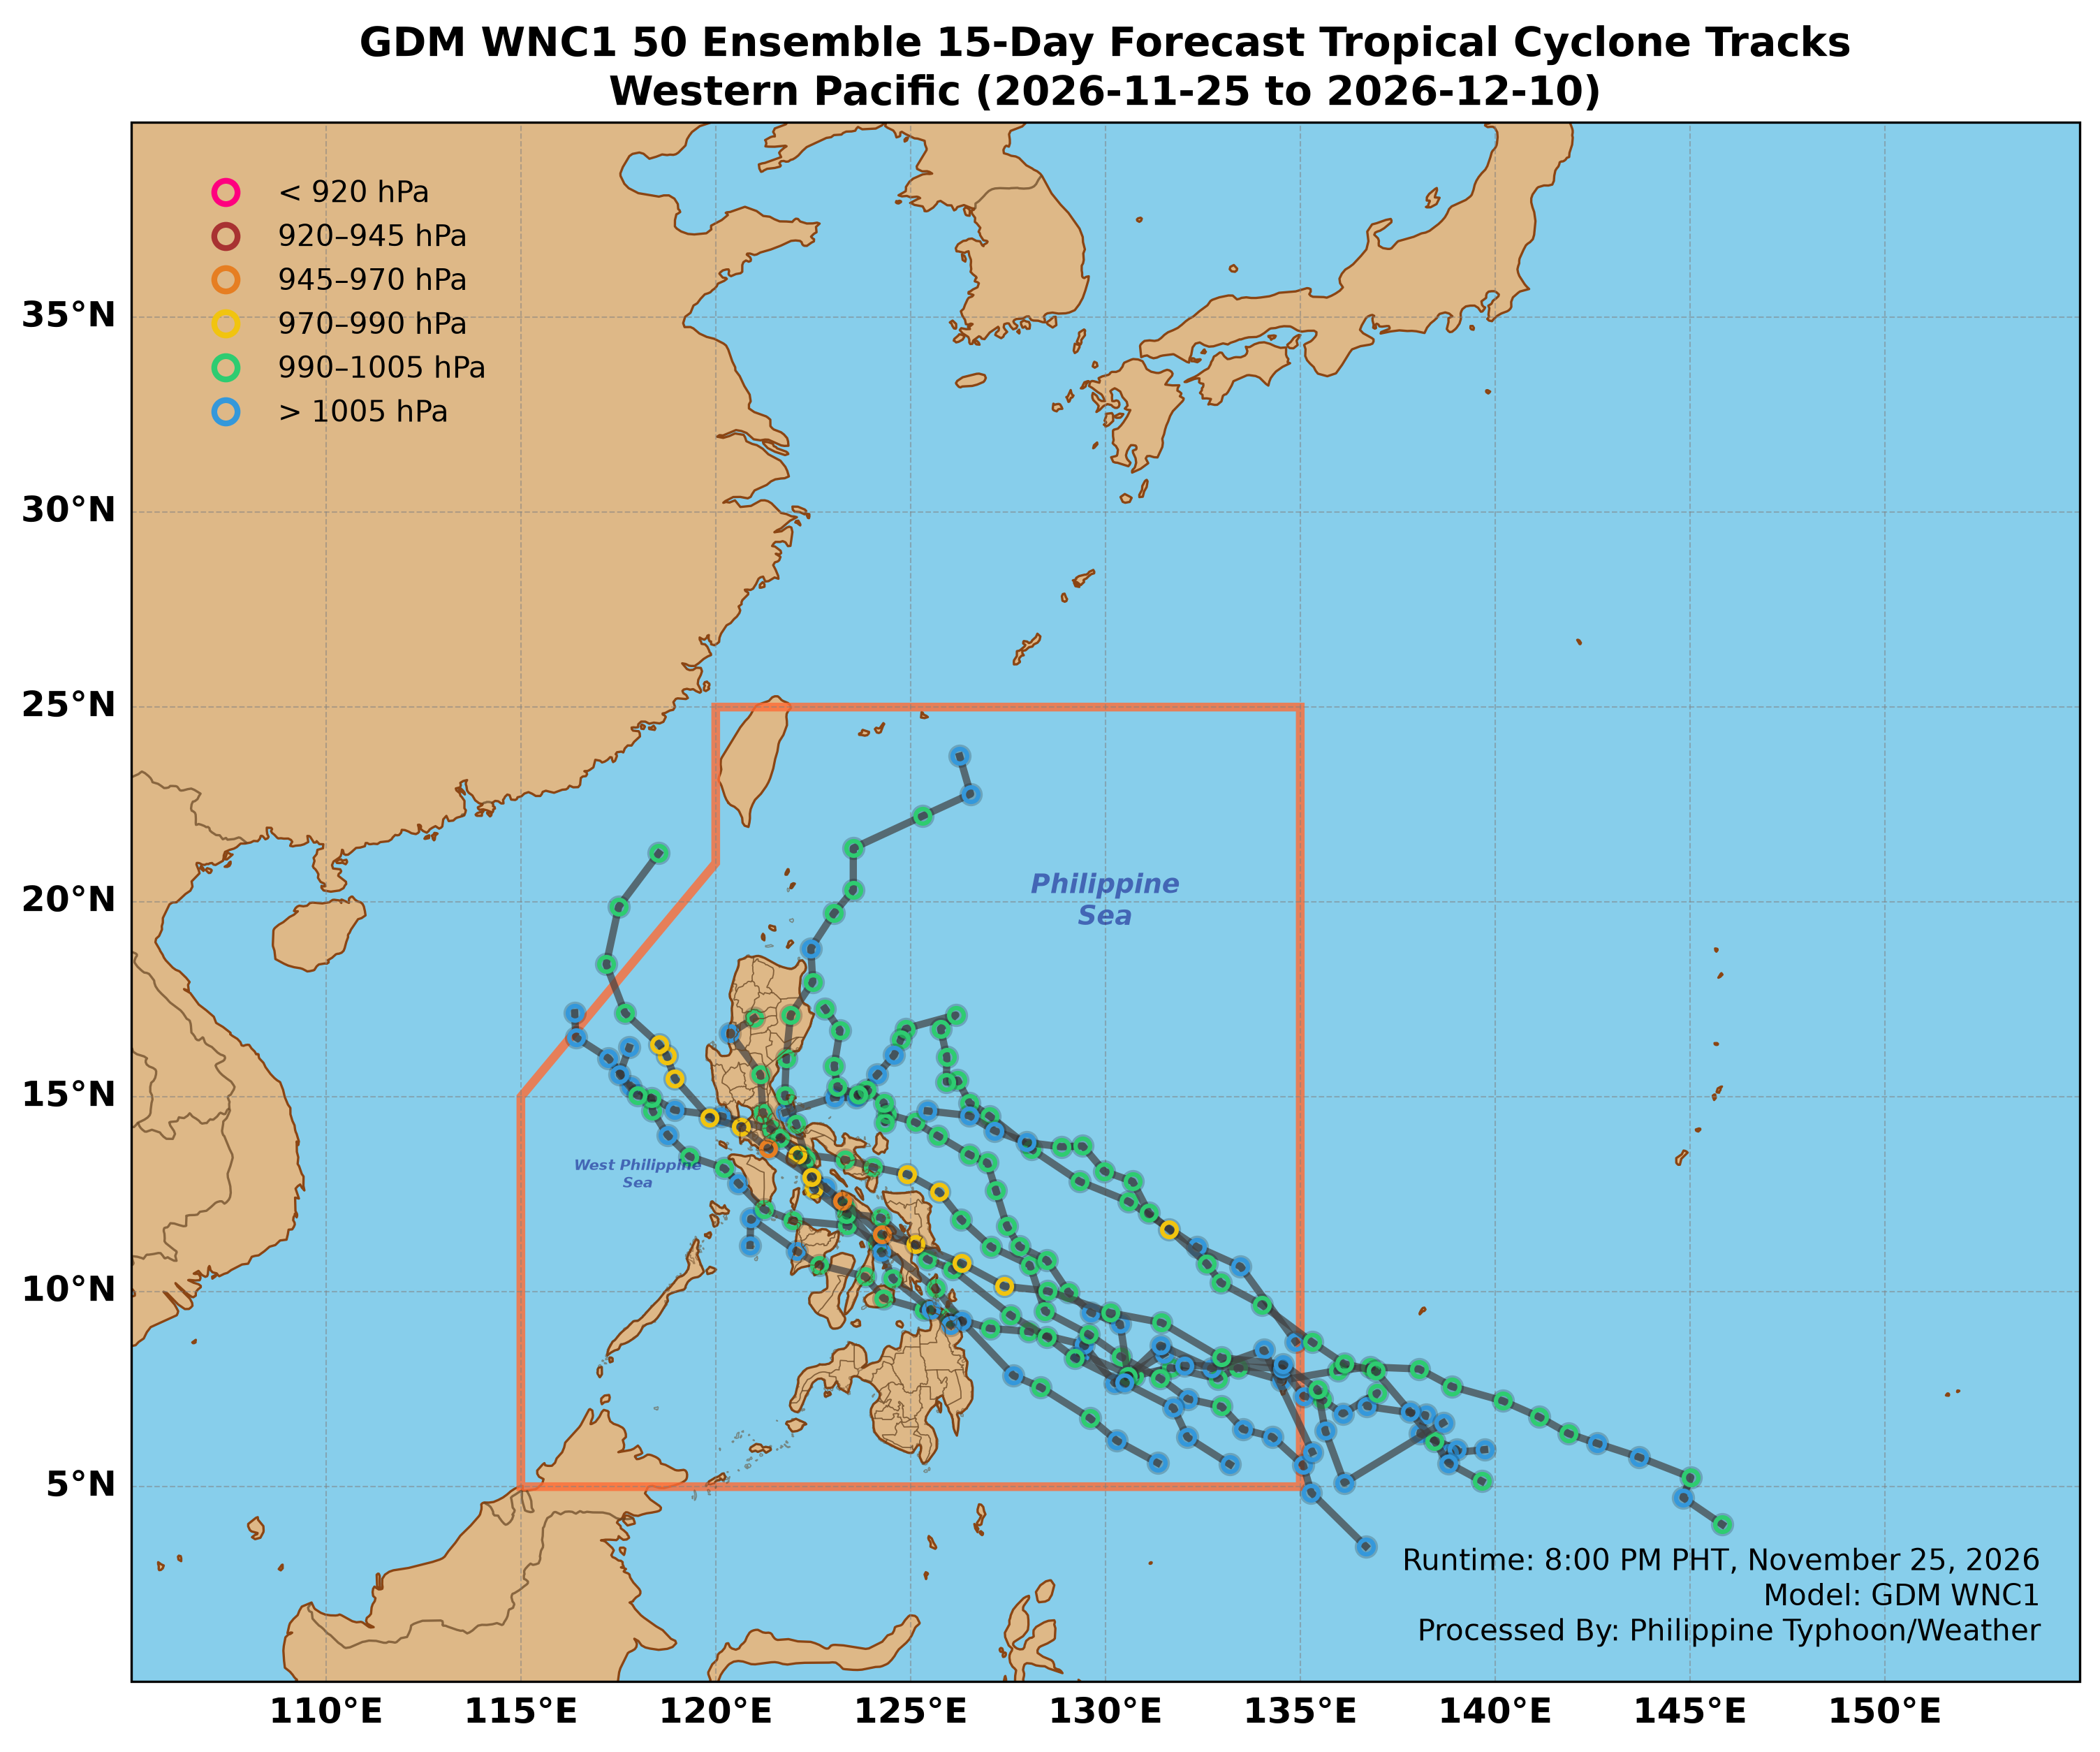 GDM WNC1 50 Ensemble 15-Day Forecast Tropical Cyclone Tracks
Western Pacific (2026-11-25 to 2026-12-10)
< 920 hPa
920–945 hPa
945–970 hPa
970–990 hPa
990–1005 hPa
> 1005 hPa
35°N
30°N
25°N
20°N
15°N
10°N
5°N
Philippine
Sea
West Philippine
Sea
Runtime: 8:00 PM PHT, November 25, 2026
Model: GDM WNC1
Processed By: Philippine Typhoon/Weather
110°E 115°E 120°E 125°E 130°E 135°E 140°E 145°E 150°E